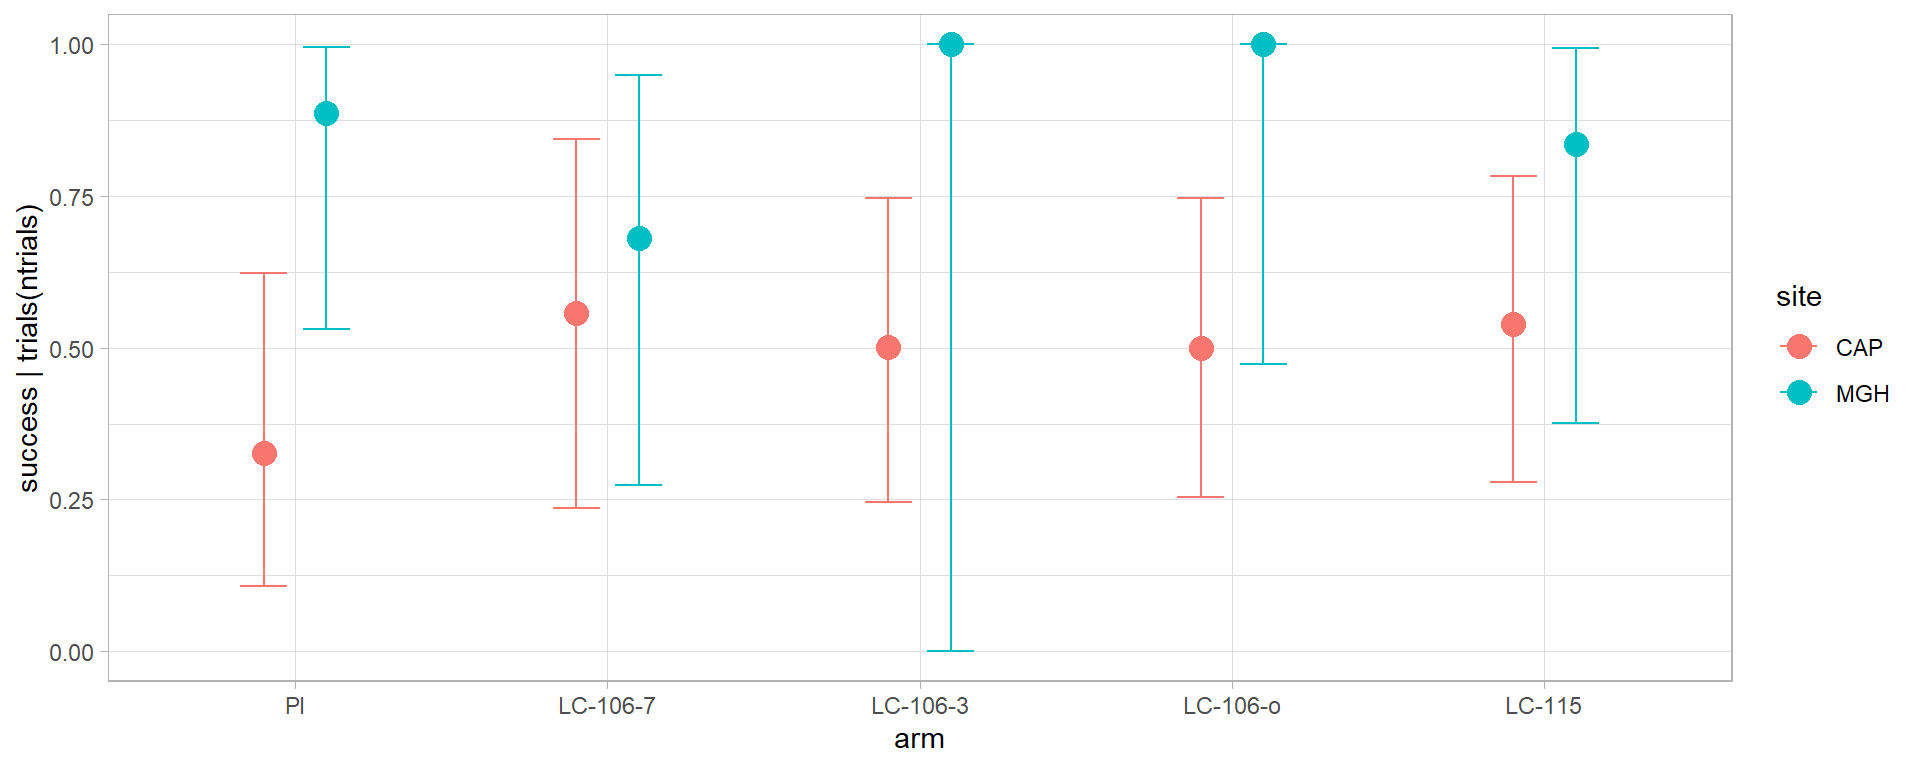 success | trials(ntrials)
1.00
0.75
0.50
0.25
0.00
Pl
LC-106-7
LC-106-3
LC-106-o
LC-115
arm
site
CAP
MGH